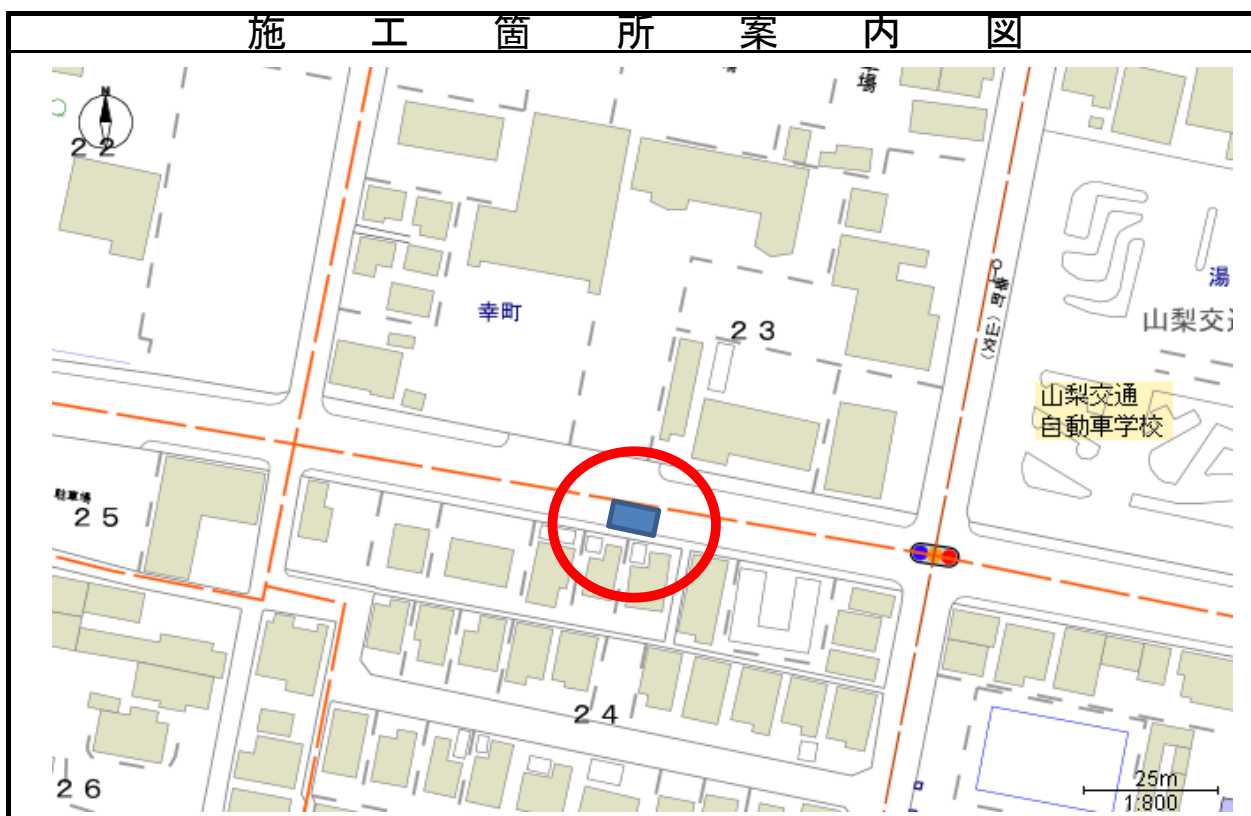 施工箇所案内図
N
場
22
湯
幸町(山交)
幸町
山梨交通
23
山梨交通
自動車学校
駐車場
25
24
25m
1:800
26